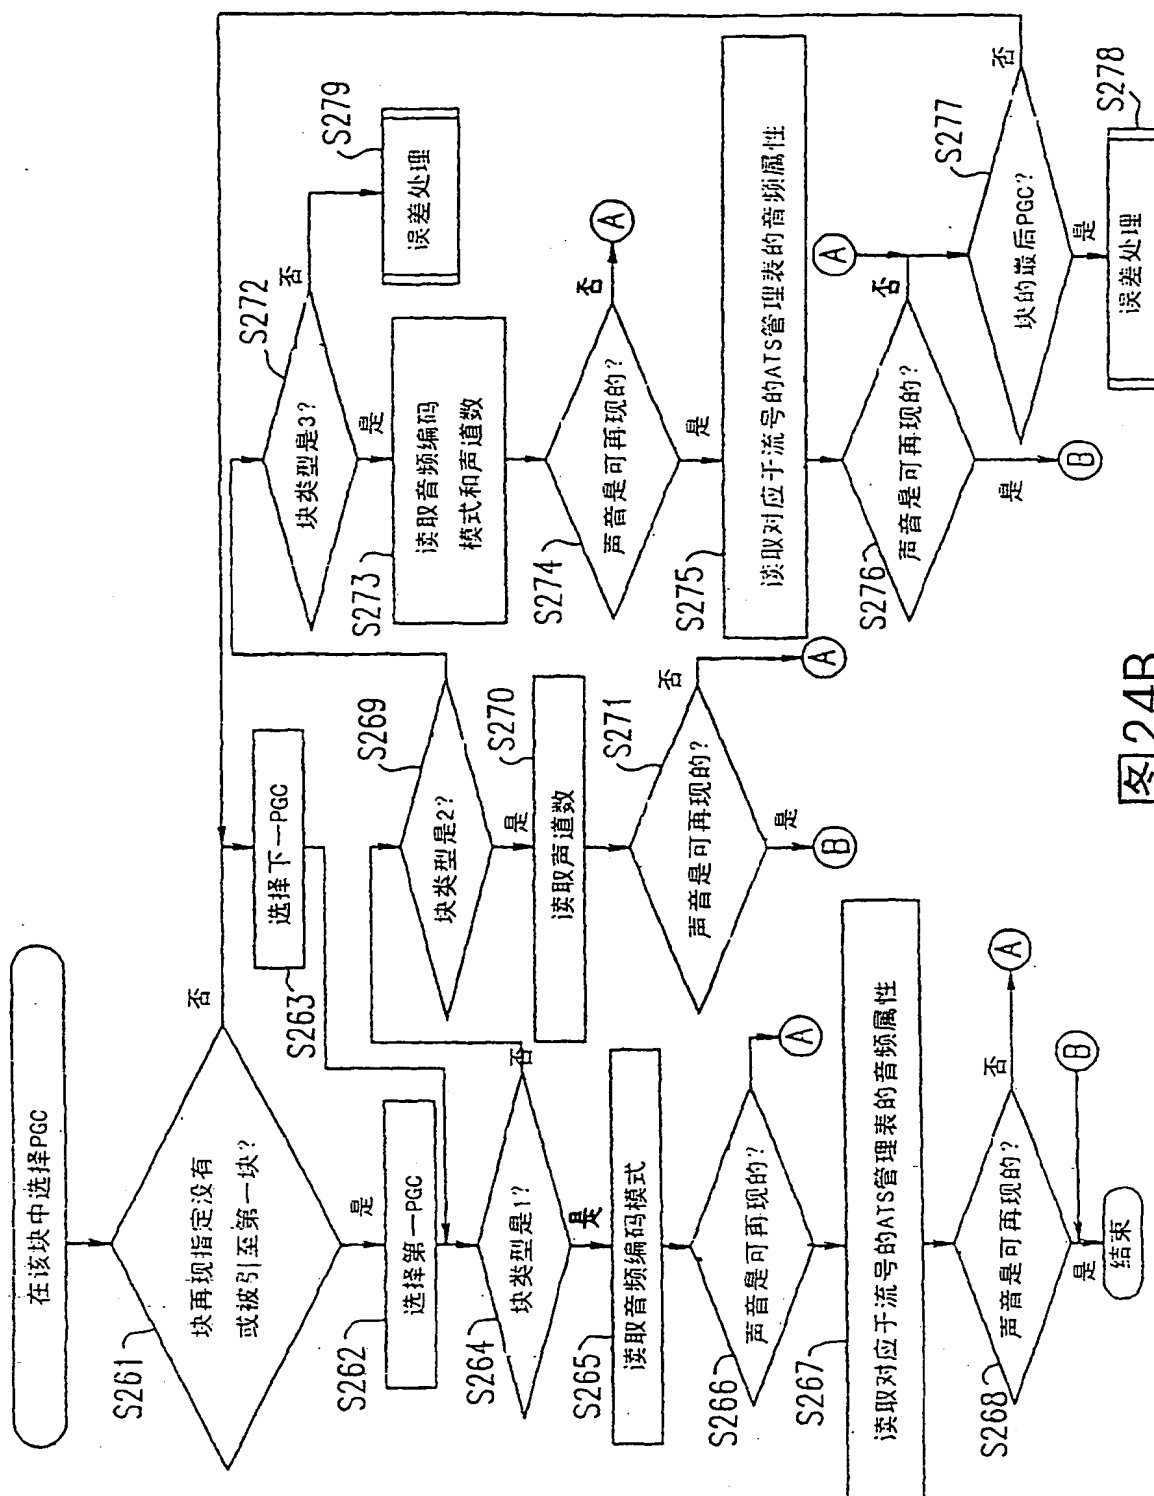 在该块中选择PGC
S261
块再现指定没有
或被引至第一块?
否
是
S262
选择第一PGC
S263
选择下一PGC
S264
块类型是1?
否
是
S265
读取音频编码模式
S266
声音是可再现的?
A
S267
读取对应于流号的ATS管理表的音频属性
S268
声音是可再现的?
否
A
是
B
结束
S269
块类型是2?
是
S270
读取声道数
S271
声音是可再现的?
否
A
是
B
S272
块类型是3?
否
是
S279
误差处理
S273
读取音频编码
模式和声道数
S274
声音是可再现的?
否
A
是
S275
读取对应于流号的ATS管理表的音频属性
S276
声音是可再现的?
否
A
是
B
S277
块的最后PGC?
否
是
S278
误差处理
图24B